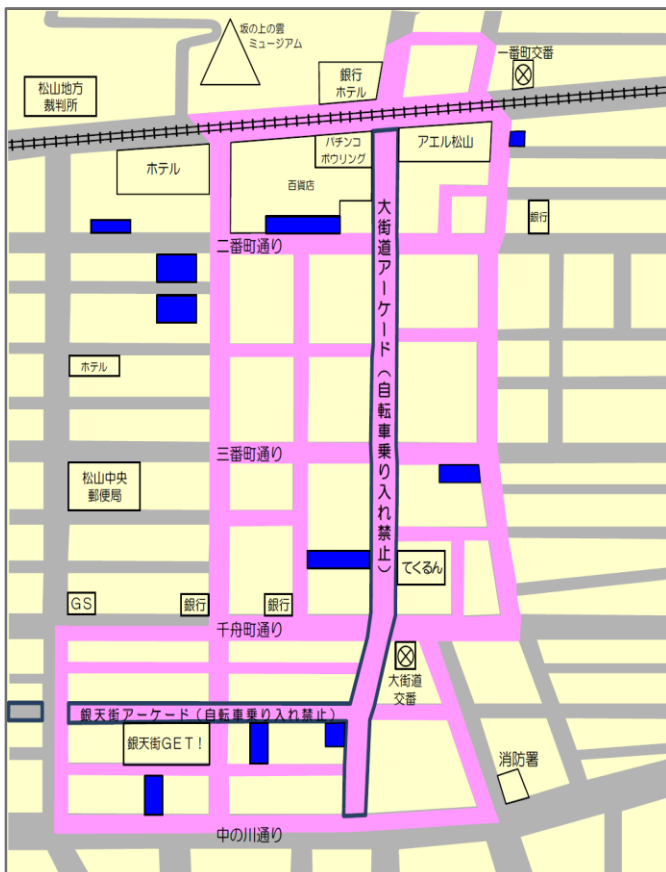 坂の上の雲
ミュージアム
一番町交番
松山地方
裁判所
銀行
ホテル
パチンコ
ボウリング
アエル松山
ホテル
百貨店
銀行
大街道アーケード(自転車乗り入れ禁止)
二番町通り
ホテル
三番町通り
松山中央
郵便局
てくるん
GS
銀行
銀行
千舟町通り
大街道
交番
銀天街アーケード(自転車乗り入れ禁止)
銀天街GET!
消防署
中の川通り